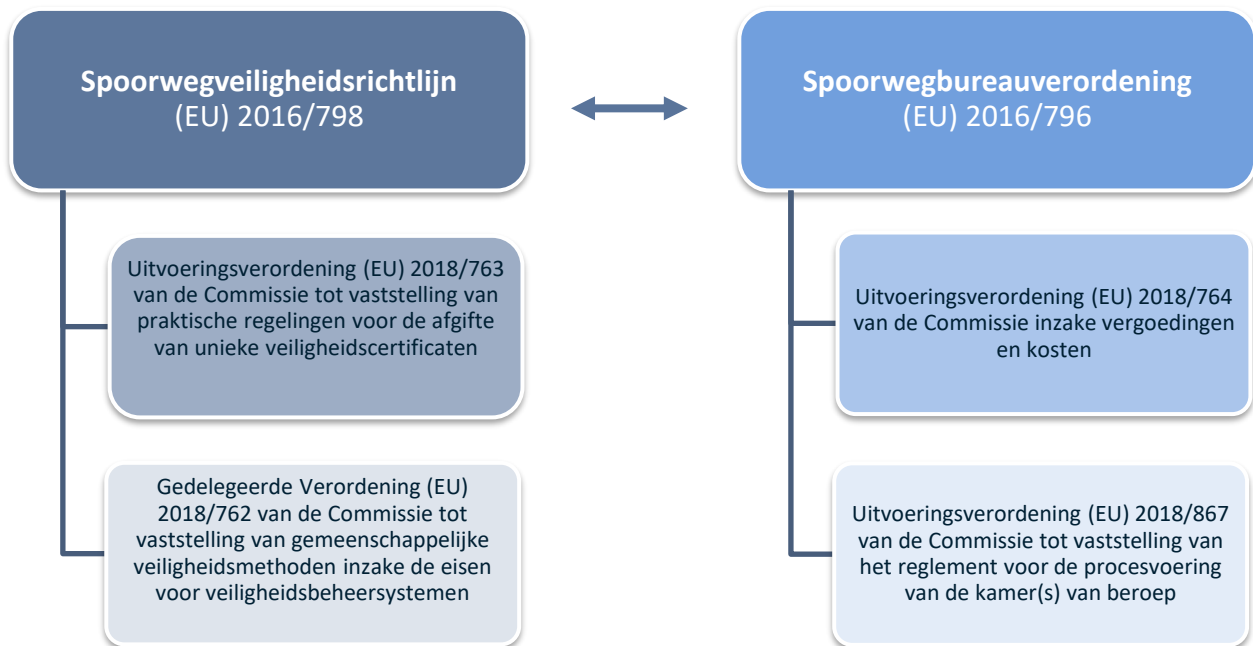 Spoorwegveiligheidsrichtlijn
(EU) 2016/798
Spoorwegbureauverordening
(EU) 2016/796
Uitvoeringsverordening (EU) 2018/763
van de Commissie tot vaststelling van
praktische regelingen voor de afgifte
van unieke veiligheidscertificaten
Uitvoeringsverordening (EU) 2018/764
van de Commissie inzake vergoedingen
en kosten
Gedelegeerde Verordening (EU)
2018/762 van de Commissie tot
vaststelling van gemeenschappelijke
veiligheidsmethoden inzake de eisen
voor veiligheidsbeheersystemen
Uitvoeringsverordening (EU) 2018/867
van de Commissie tot vaststelling van
het reglement voor de procesvoering
van de kamer(s) van beroep